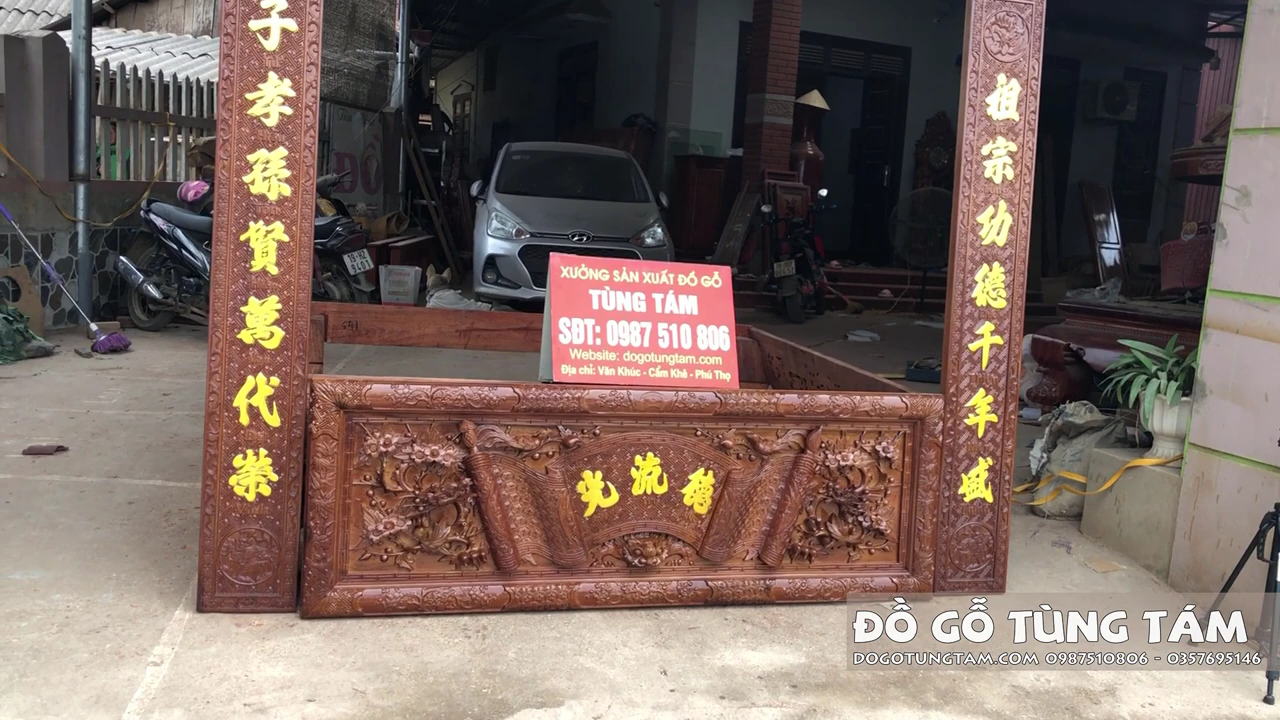 祖宗功德千年盛
子孝孫賢萬代榮
德流光
XƯỞNG SẢN XUẤT ĐỒ GỖ
TÙNG TÁM
SĐT: 0987 510 806
Website: dogotungtam.com
Địa chỉ: Văn Khúc - Cẩm Khê - Phú Thọ
ĐỒ
ĐỒ GỖ TÙNG TÁM
DOGOTUNGTAM.COM 0987510806 - 0357695146